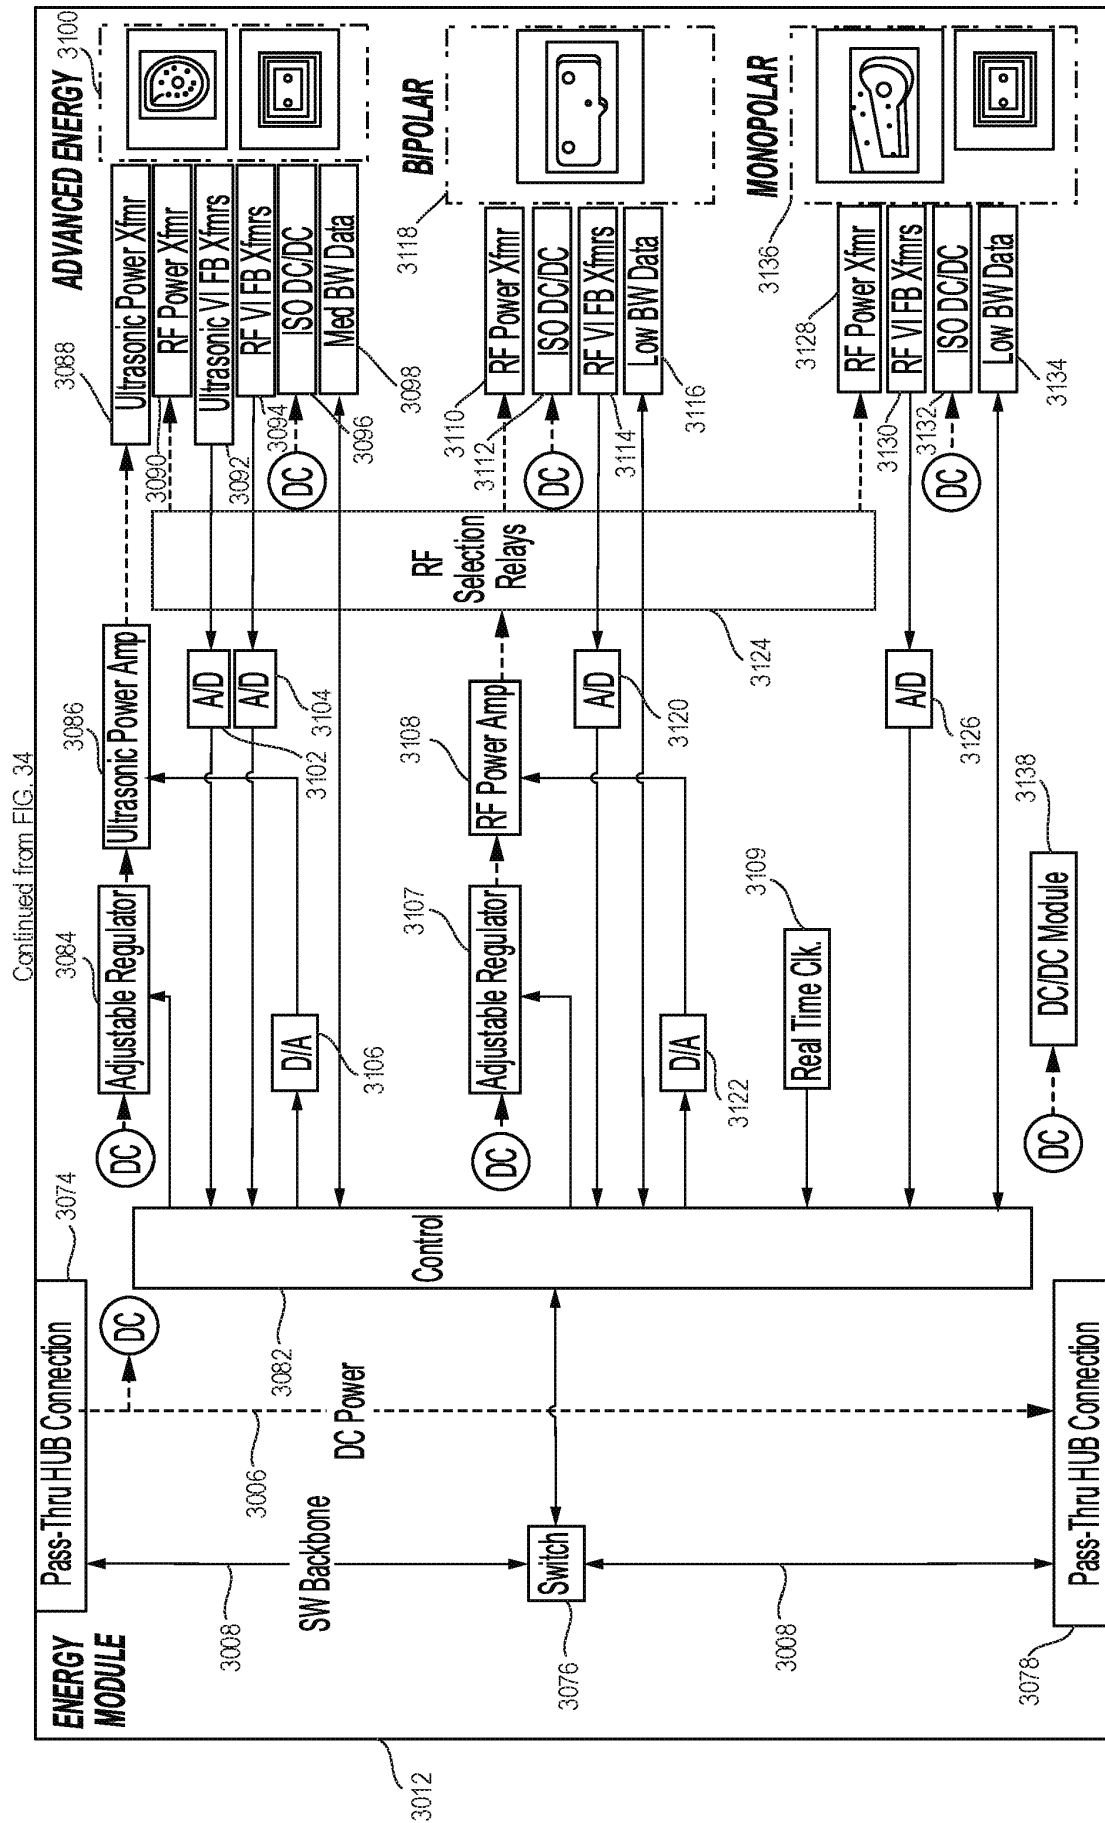 Continued from FIG. 34
ENERGY
MODULE
3012
Pass-Thru HUB Connection
3074
3008
SW Backbone
3006
DC Power
DC
Switch
3076
3008
Pass-Thru HUB Connection
3078
Control
3082
DC
Adjustable Regulator
3084
Ultrasonic Power Amp
3086
A/D
3102
A/D
3104
D/A
3106
DC
Adjustable Regulator
3107
RF Power Amp
3108
A/D
3120
D/A
3122
Real Time Clk.
3109
A/D
3126
DC
DC/DC Module
3138
RF
Selection
Relays
3124
ADVANCED ENERGY
3100
3088
Ultrasonic Power Xfmr
3090
RF Power Xfmr
3092
Ultrasonic VI FB Xfmrs
3094
RF VI FB Xfmrs
DC
3096
ISO DC/DC
3098
Med BW Data
BIPOLAR
3118
3110
RF Power Xfmr
3112
ISO DC/DC
DC
3114
RF VI FB Xfmrs
3116
Low BW Data
MONOPOLAR
3136
3128
RF Power Xfmr
3130
RF VI FB Xfmrs
3132
ISO DC/DC
DC
3134
Low BW Data